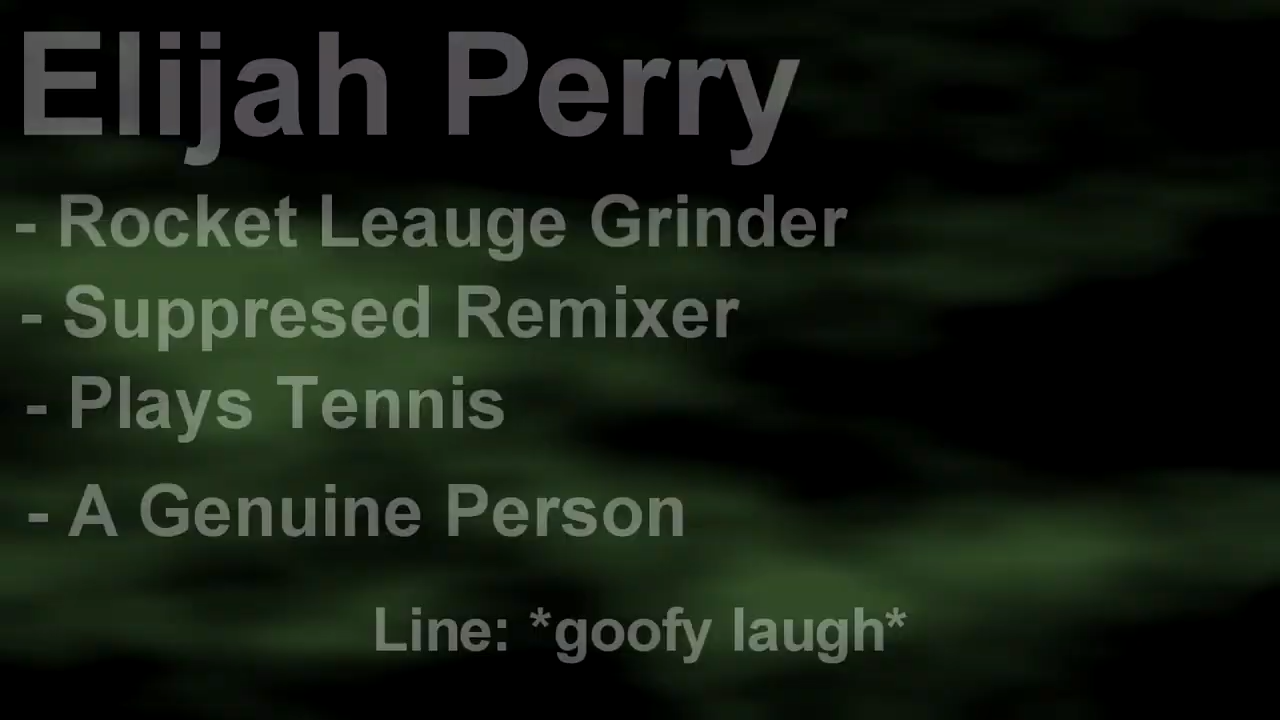 Elijah Perry
- Rocket Leauge Grinder
- Suppresed Remixer
- Plays Tennis
- A Genuine Person
Line: *goofy laugh*